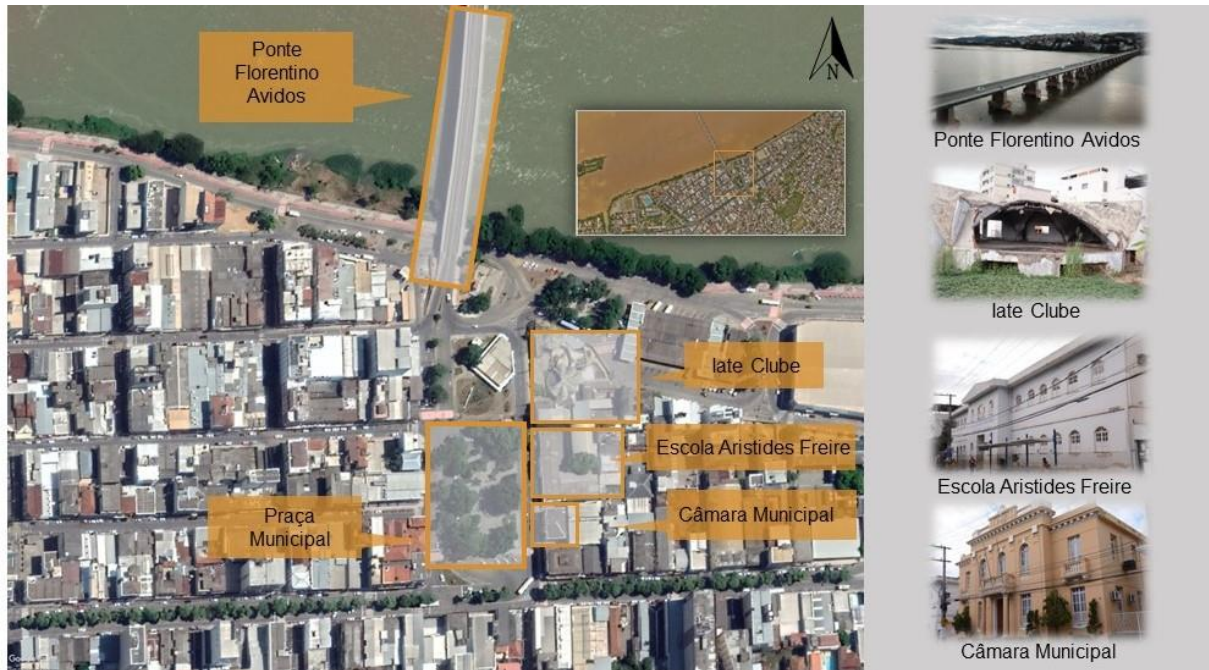 Ponte
Florentino
Avidos
N
Iate Clube
Escola Aristides Freire
Praça
Municipal
Câmara Municipal
Ponte Florentino Avidos
Iate Clube
Escola Aristides Freire
Câmara Municipal